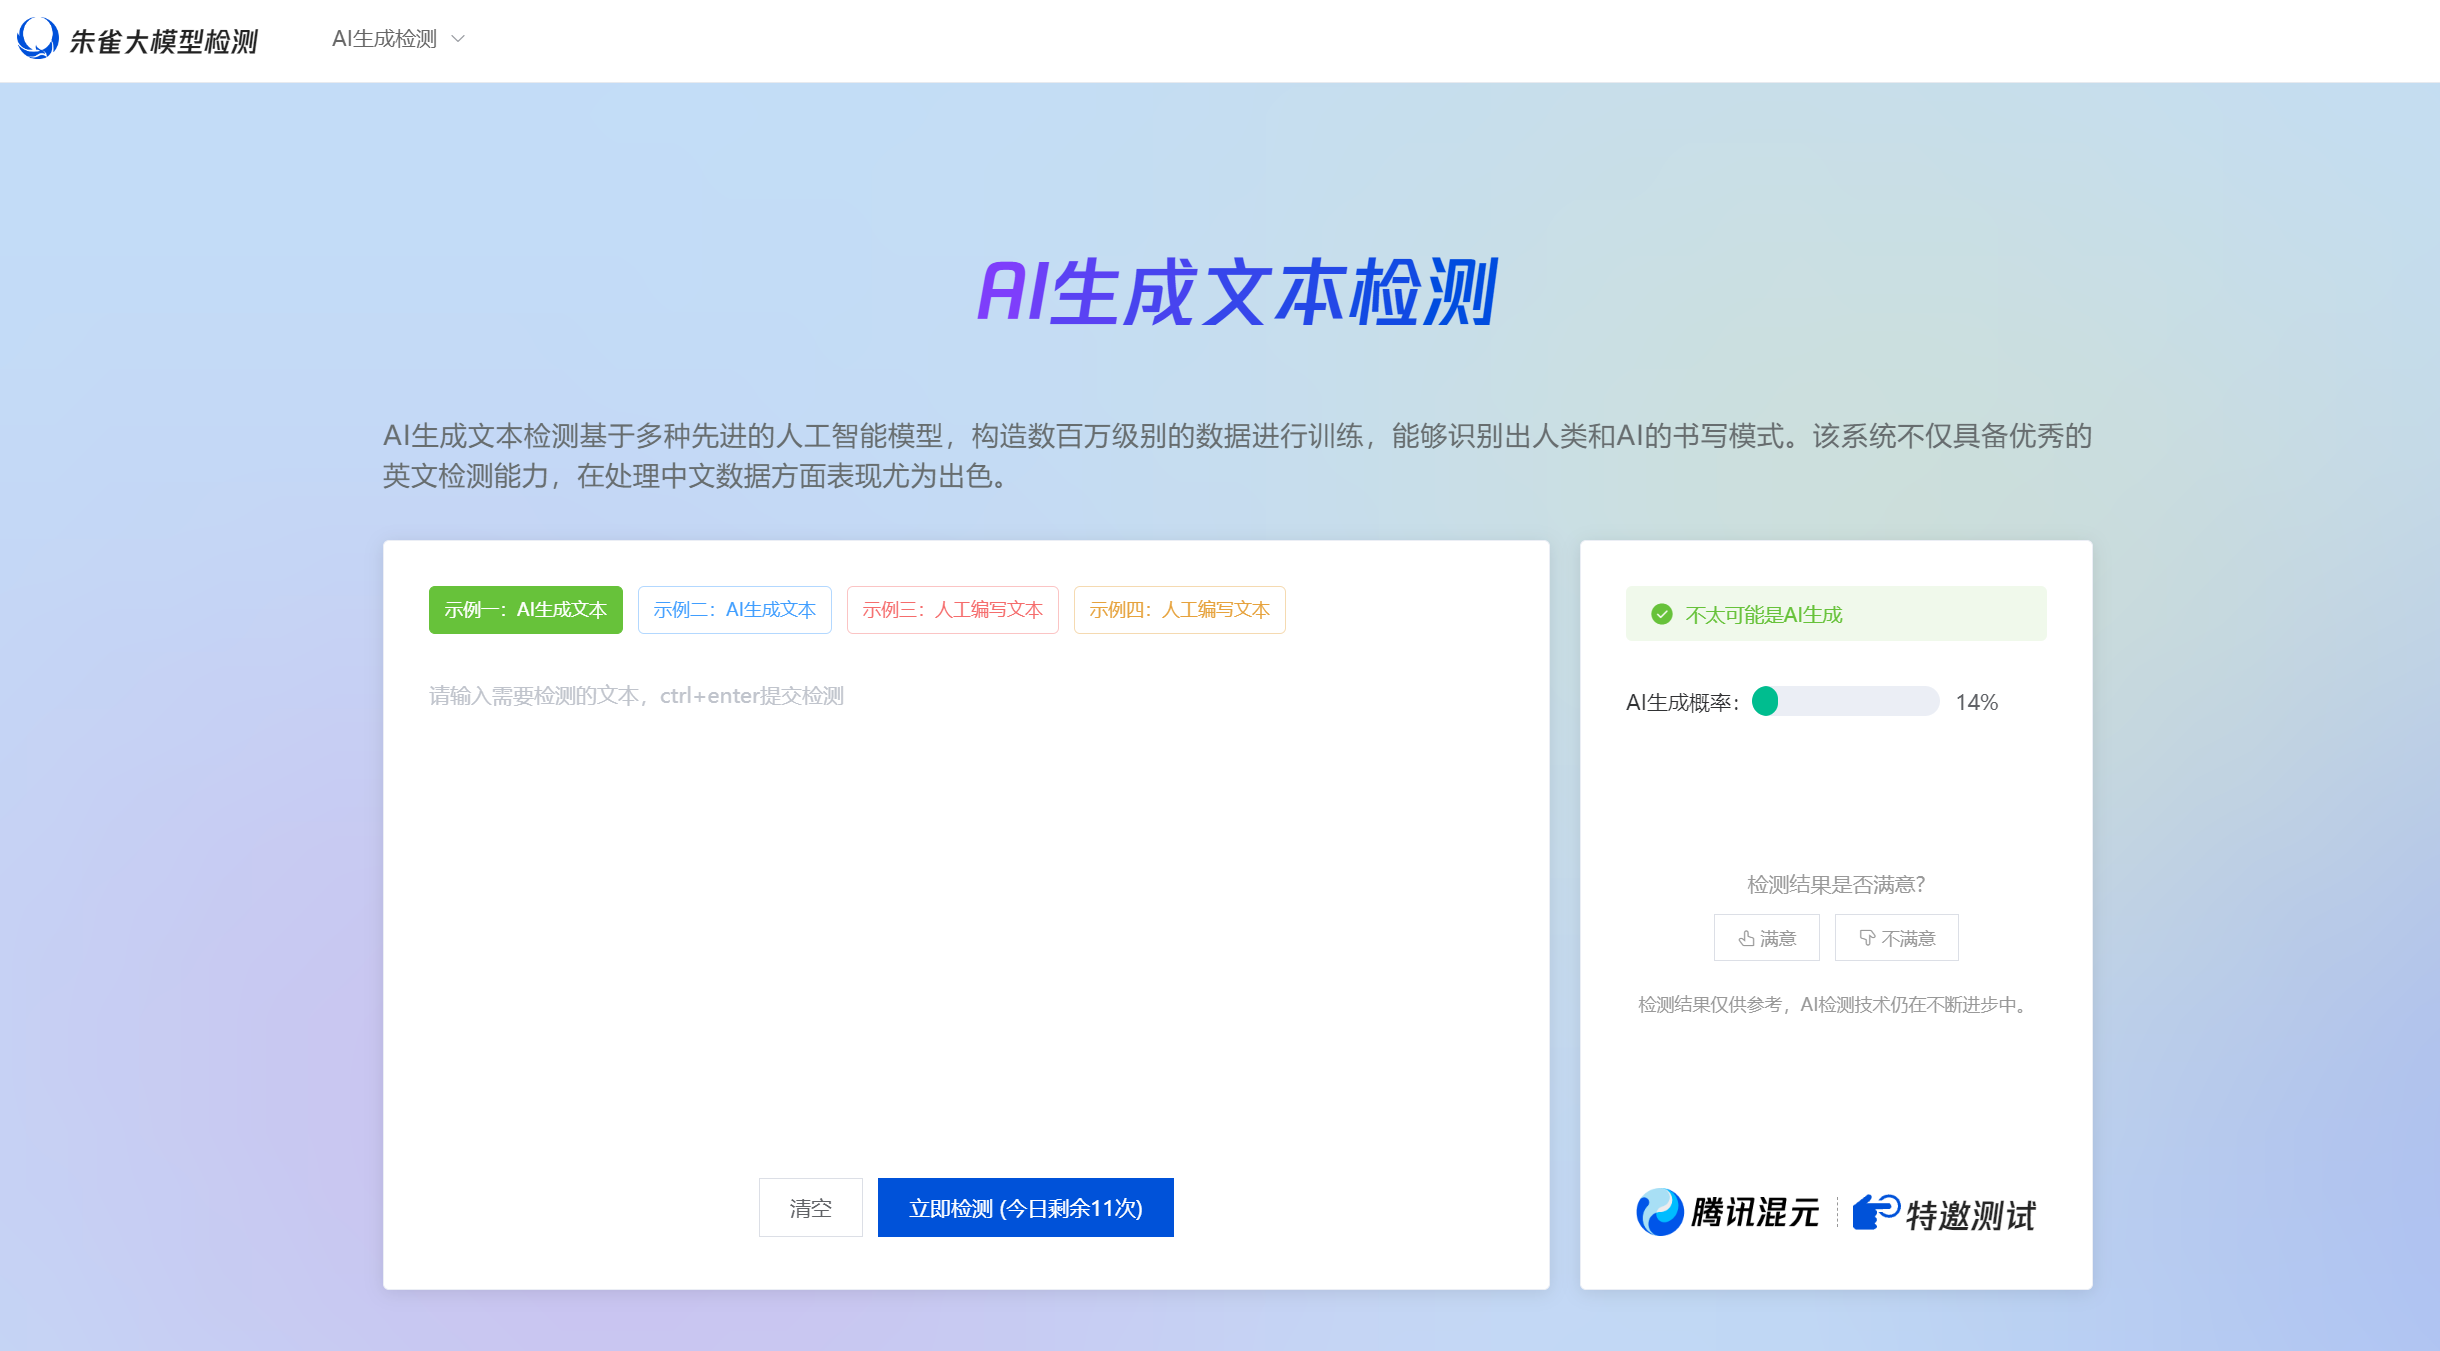 朱雀大模型检测
AI生成检测
AI生成文本检测
AI生成文本检测基于多种先进的人工智能模型，构造数百万级别的数据进行训练，能够识别出人类和AI的书写模式。该系统不仅具备优秀的
英文检测能力，在处理中文数据方面表现尤为出色。
示例一：AI生成文本
示例二：AI生成文本
示例三：人工编写文本
示例四：人工编写文本
请输入需要检测的文本，ctrl+enter提交检测
清空
立即检测 (今日剩余11次)
不太可能是AI生成
AI生成概率：
14%
检测结果是否满意?
满意
不满意
检测结果仅供参考，AI检测技术仍在不断进步中。
腾讯混元
特邀测试